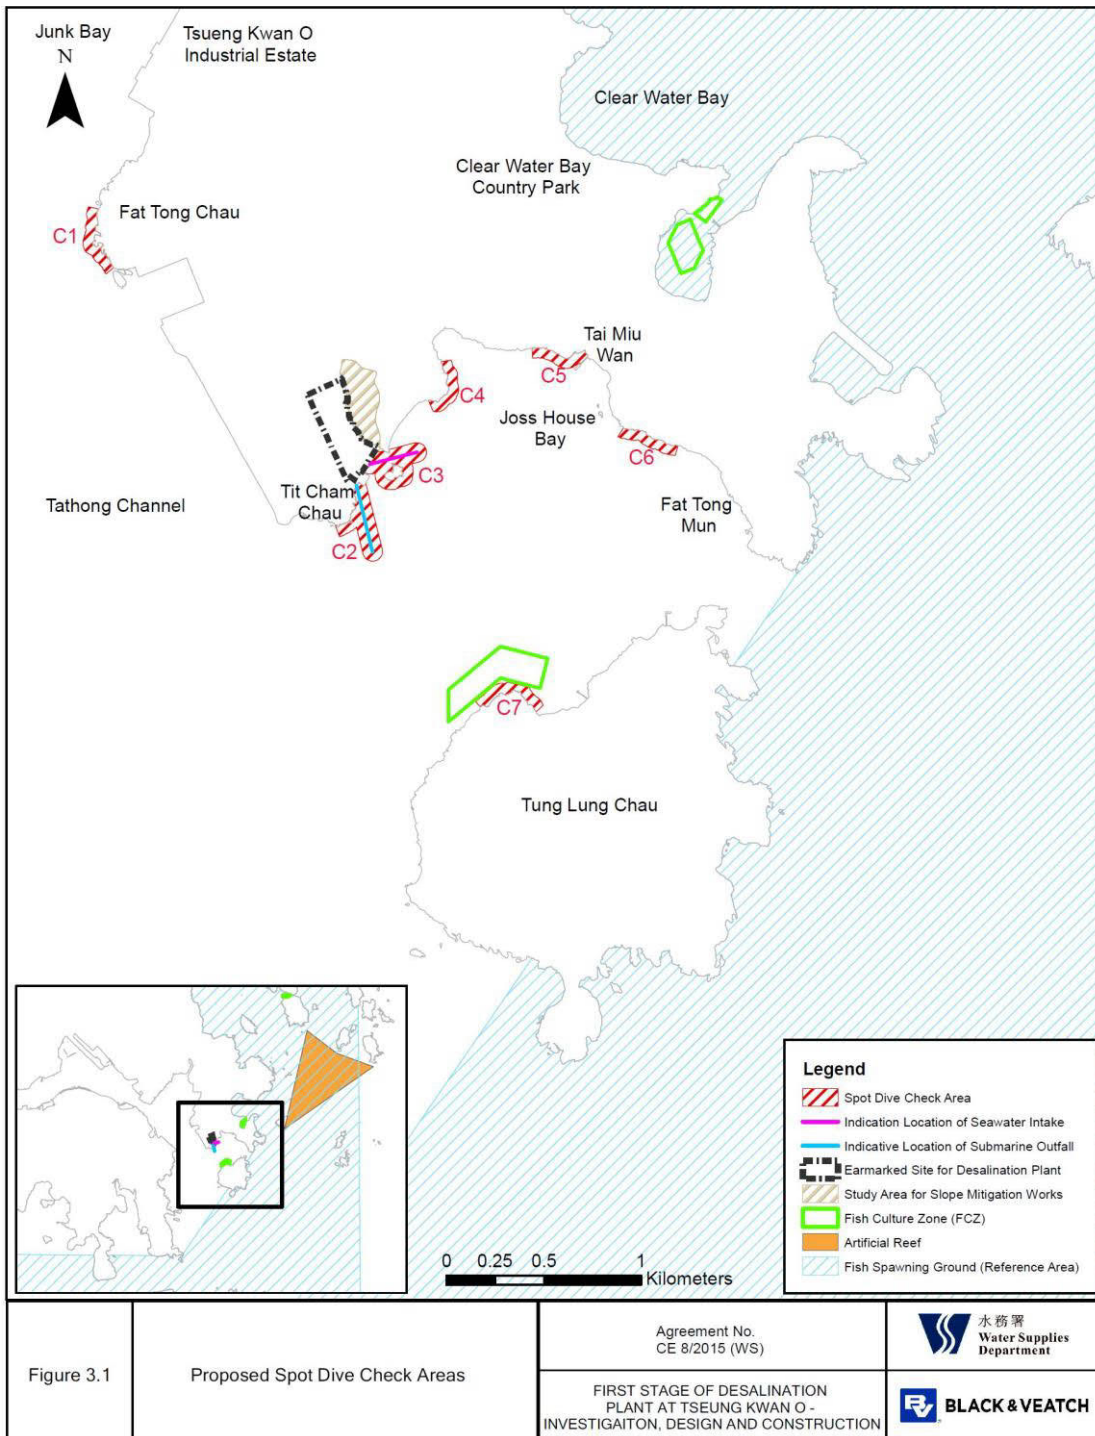 Junk Bay
N
Tsueng Kwan O
Industrial Estate
Clear Water Bay
Clear Water Bay
Country Park
Fat Tong Chau
C1
Tai Miu
Wan
C5
C4
Joss House
Bay
C6
C3
Tit Cham
Chau
Tathong Channel
Fat Tong
Mun
C2
C7
Tung Lung Chau
0 0.25 0.5 1
Kilometers
Legend
Spot Dive Check Area
Indication Location of Seawater Intake
Indicative Location of Submarine Outfall
Earmarked Site for Desalination Plant
Study Area for Slope Mitigation Works
Fish Culture Zone (FCZ)
Artificial Reef
Fish Spawning Ground (Reference Area)
Figure 3.1
Proposed Spot Dive Check Areas
Agreement No.
CE 8/2015 (WS)
FIRST STAGE OF DESALINATION
PLANT AT TSEUNG KWAN O -
INVESTIGAITON, DESIGN AND CONSTRUCTION
水務署
Water Supplies
Department
BV BLACK & VEATCH